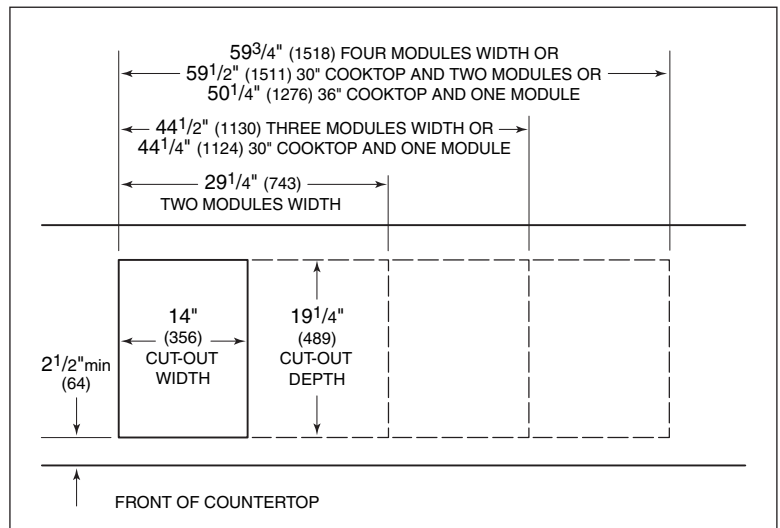 59 3/4" (1518) FOUR MODULES WIDTH OR
59 1/2" (1511) 30" COOKTOP AND TWO MODULES OR
50 1/4" (1276) 36" COOKTOP AND ONE MODULE
44 1/2" (1130) THREE MODULES WIDTH OR
44 1/4" (1124) 30" COOKTOP AND ONE MODULE
29 1/4" (743)
TWO MODULES WIDTH
14"
(356)
CUT-OUT
WIDTH
19 1/4"
(489)
CUT-OUT
DEPTH
2 1/2"min
(64)
FRONT OF COUNTERTOP